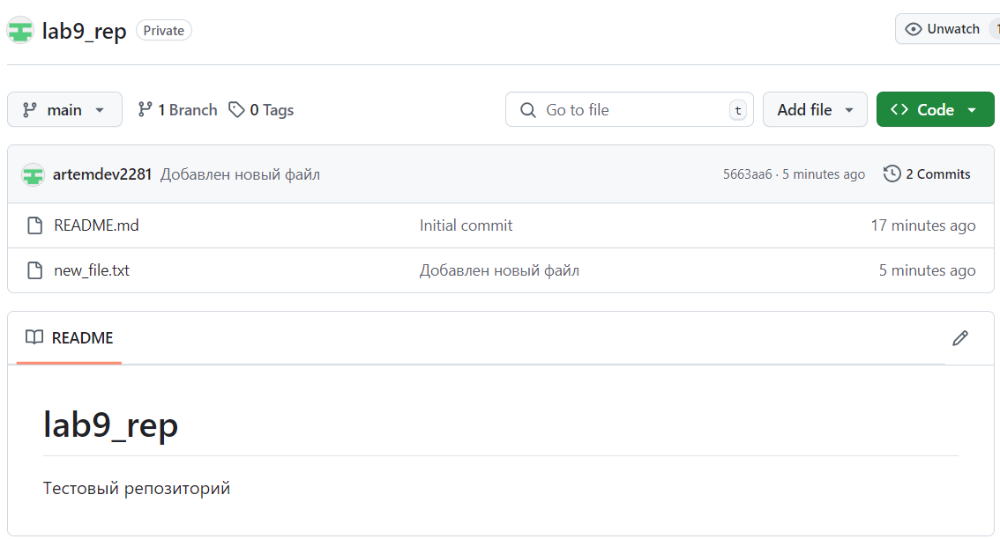 lab9_rep Private Unwatch 1
main 1 Branch 0 Tags Go to file t Add file Code
artemdev2281 Добавлен новый файл 5663aa6 · 5 minutes ago 2 Commits
README.md Initial commit 17 minutes ago
new_file.txt Добавлен новый файл 5 minutes ago
README
lab9_rep
Тестовый репозиторий